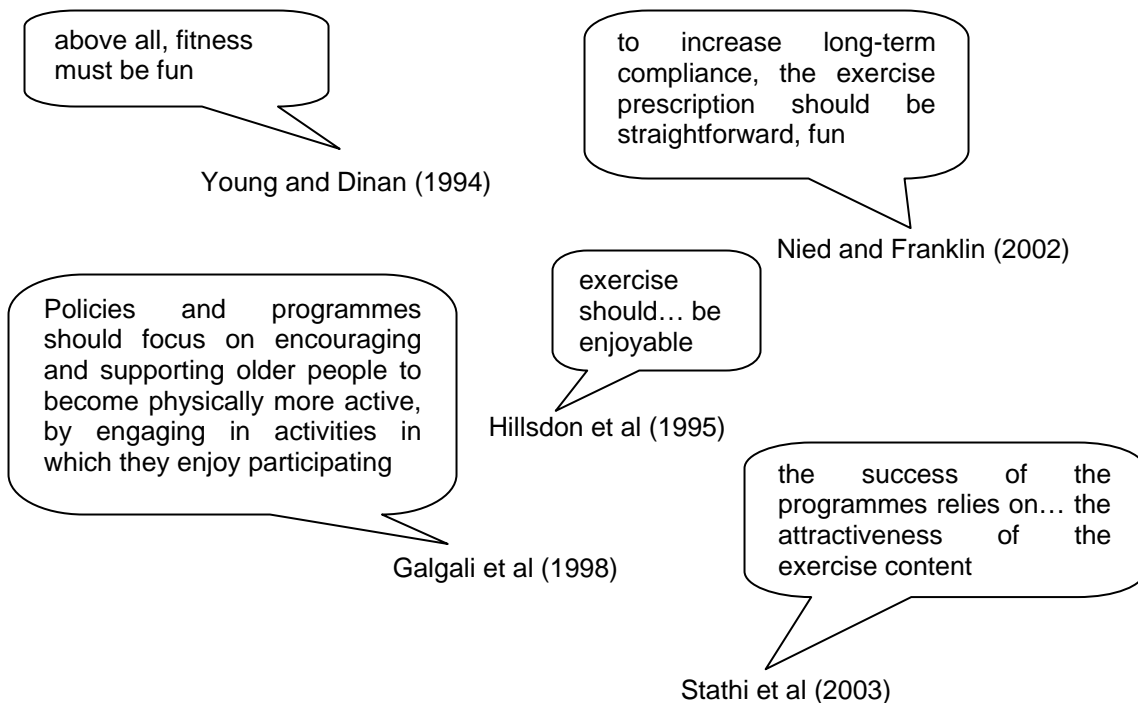 above all, fitness
must be fun
Young and Dinan (1994)
to increase long-term
compliance, the exercise
prescription should be
straightforward, fun
Nied and Franklin (2002)
exercise
should… be
enjoyable
Hillsdon et al (1995)
Policies and programmes
should focus on encouraging
and supporting older people to
become physically more active,
by engaging in activities in
which they enjoy participating
Galgali et al (1998)
the success of the
programmes relies on… the
attractiveness of the
exercise content
Stathi et al (2003)